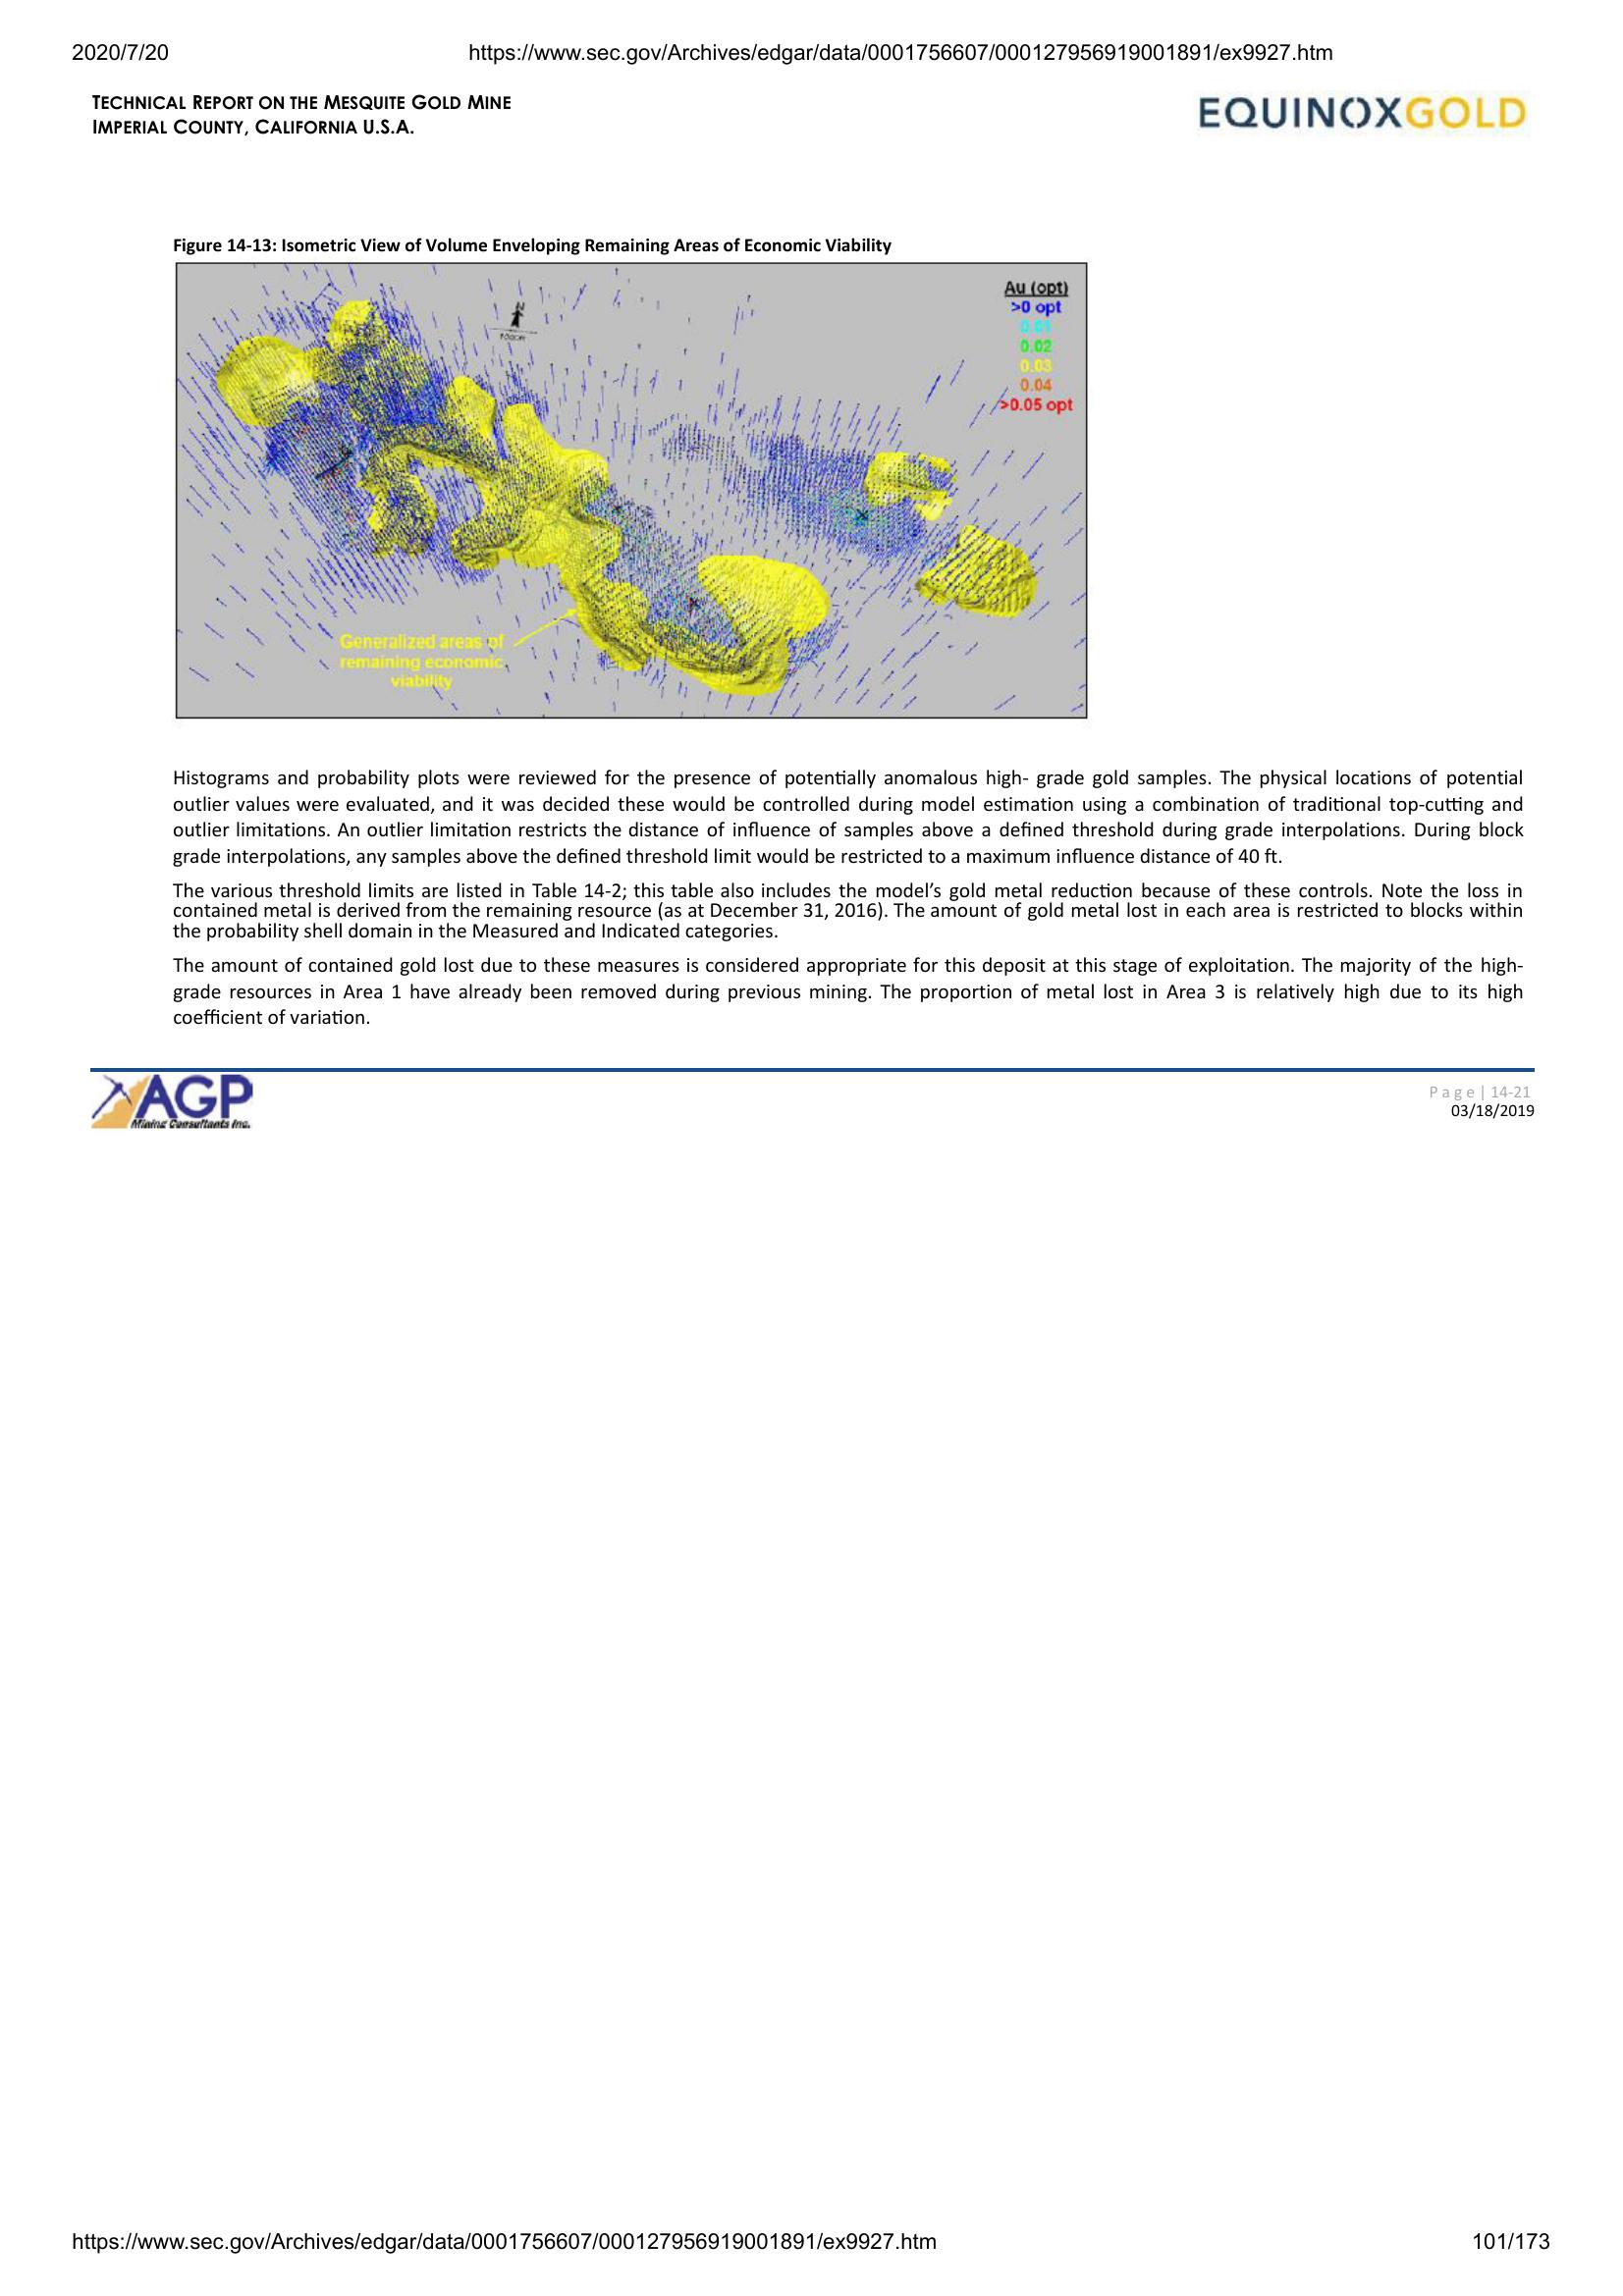 2020/7/20 https://www.sec.gov/Archives/edgar/data/0001756607/000127956919001891/ex9927.htm
TECHNICAL REPORT ON THE MESQUITE GOLD MINE
IMPERIAL COUNTY, CALIFORNIA U.S.A.
EQUINOXGOLD
Figure 14-13: Isometric View of Volume Enveloping Remaining Areas of Economic Viability
Au (opt)
>0 opt
0.01
0.02
0.03
0.04
>0.05 opt
N
Generalized areas of
remaining economic
viability
Histograms and probability plots were reviewed for the presence of potentially anomalous high- grade gold samples. The physical locations of potential
outlier values were evaluated, and it was decided these would be controlled during model estimation using a combination of traditional top-cutting and
outlier limitations. An outlier limitation restricts the distance of influence of samples above a defined threshold during grade interpolations. During block
grade interpolations, any samples above the defined threshold limit would be restricted to a maximum influence distance of 40 ft.
The various threshold limits are listed in Table 14-2; this table also includes the model’s gold metal reduction because of these controls. Note the loss in
contained metal is derived from the remaining resource (as at December 31, 2016). The amount of gold metal lost in each area is restricted to blocks within
the probability shell domain in the Measured and Indicated categories.
The amount of contained gold lost due to these measures is considered appropriate for this deposit at this stage of exploitation. The majority of the high-
grade resources in Area 1 have already been removed during previous mining. The proportion of metal lost in Area 3 is relatively high due to its high
coefficient of variation.
AGP
Mining Consultants Inc.
Page | 14-21
03/18/2019
https://www.sec.gov/Archives/edgar/data/0001756607/000127956919001891/ex9927.htm 101/173